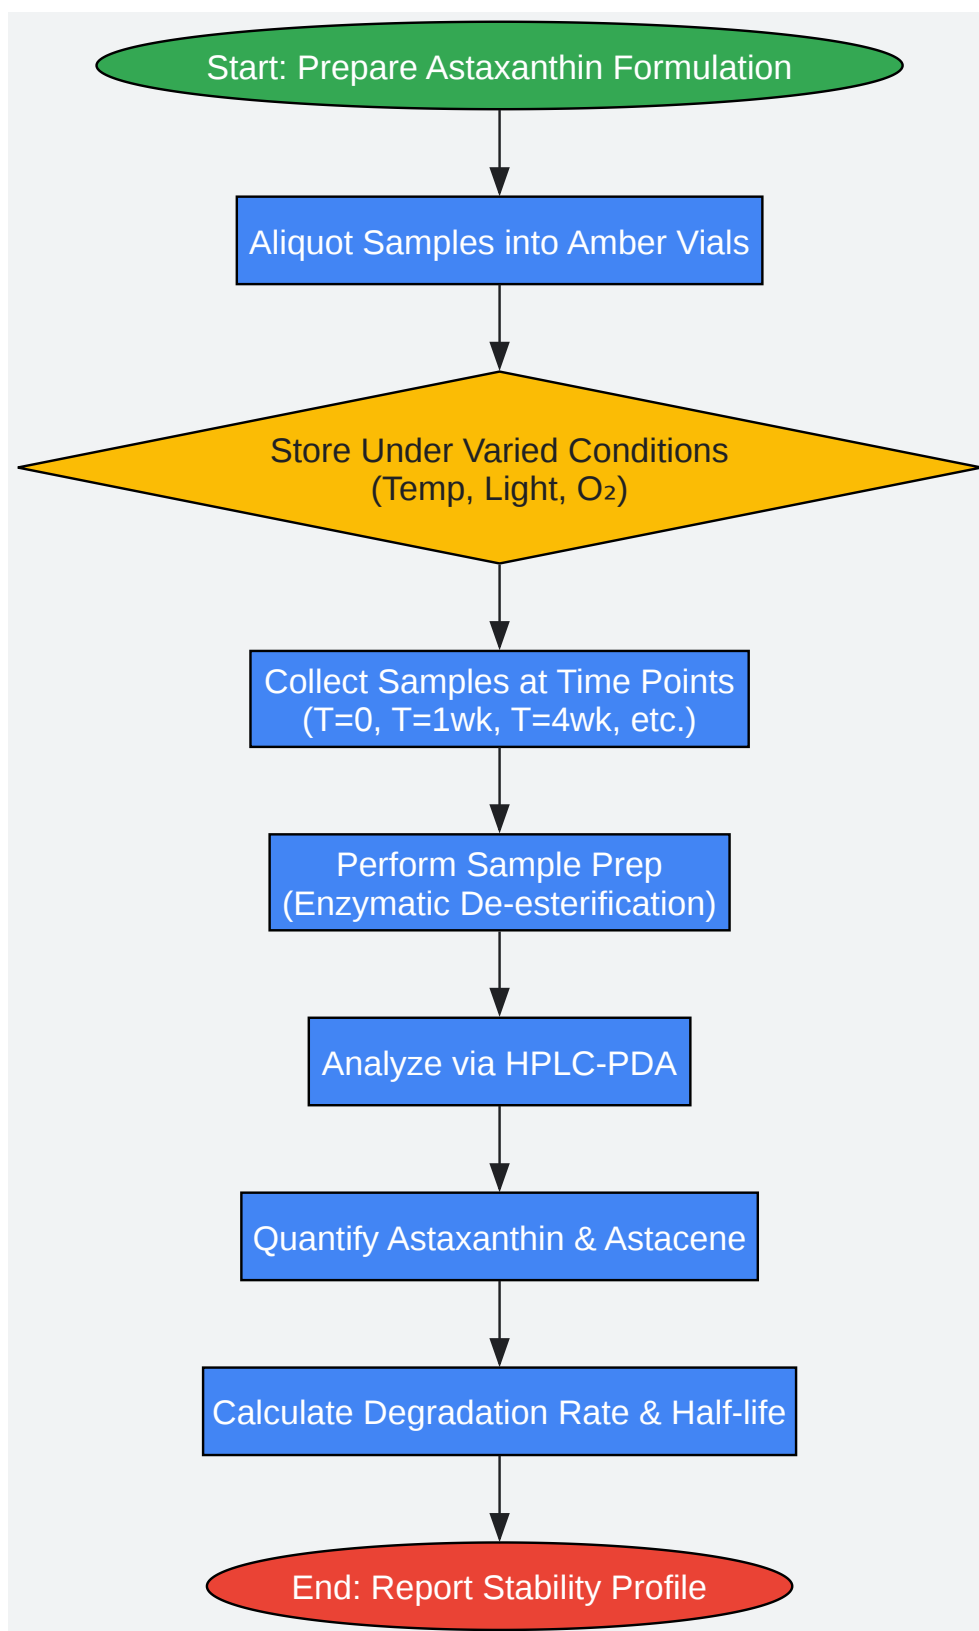 Start: Prepare Astaxanthin Formulation
Aliquot Samples into Amber Vials
Store Under Varied Conditions
(Temp, Light, O₂)
Collect Samples at Time Points
(T=0, T=1wk, T=4wk, etc.)
Perform Sample Prep
(Enzymatic De-esterification)
Analyze via HPLC-PDA
Quantify Astaxanthin & Astacene
Calculate Degradation Rate & Half-life
End: Report Stability Profile